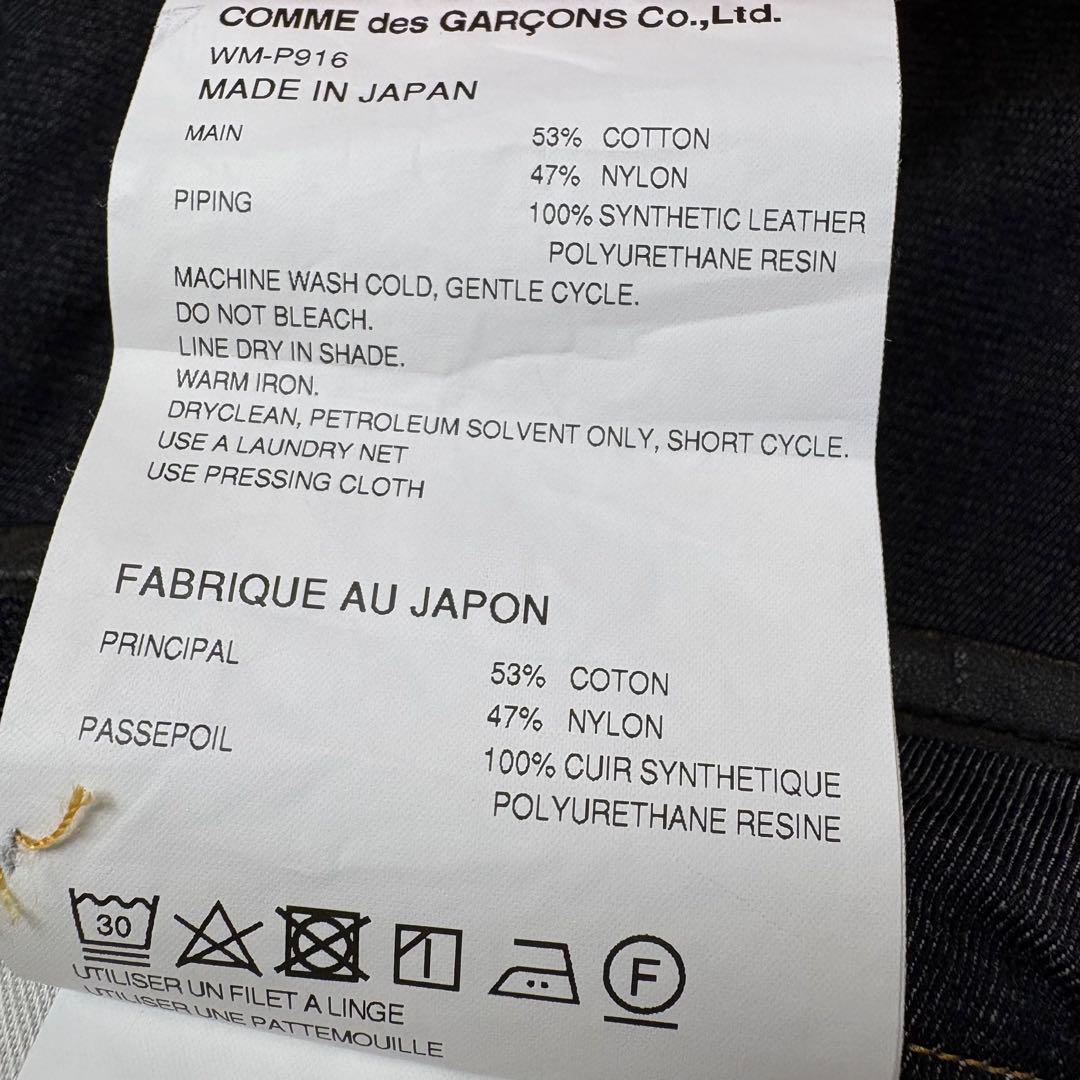 COMME des GARÇONS Co.,Ltd.
WM-P916
MADE IN JAPAN
MAIN 53% COTTON
47% NYLON
PIPING 100% SYNTHETIC LEATHER
POLYURETHANE RESIN
MACHINE WASH COLD, GENTLE CYCLE.
DO NOT BLEACH.
LINE DRY IN SHADE.
WARM IRON.
DRYCLEAN, PETROLEUM SOLVENT ONLY, SHORT CYCLE.
USE A LAUNDRY NET
USE PRESSING CLOTH
FABRIQUE AU JAPON
PRINCIPAL 53% COTON
47% NYLON
PASSEPOIL 100% CUIR SYNTHETIQUE
POLYURETHANE RESINE
30 F
UTILISER UN FILET A LINGE
UTILISER UNE PATTEMOUILLE